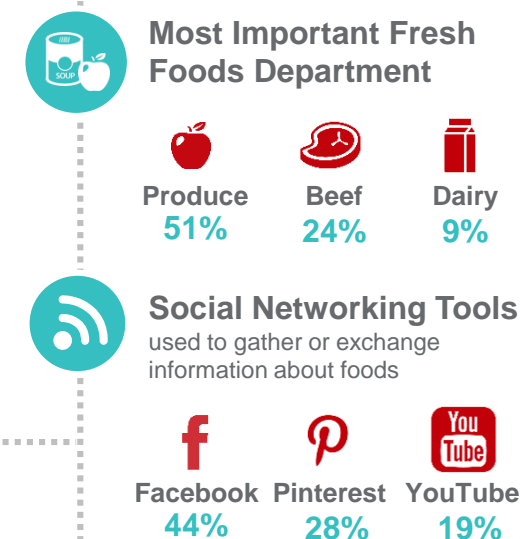 Most Important Fresh
Foods Department
SOUP
Produce Beef Dairy
51% 24% 9%
Social Networking Tools
used to gather or exchange
information about foods
f
You
Tube
Facebook Pinterest YouTube
44% 28% 19%